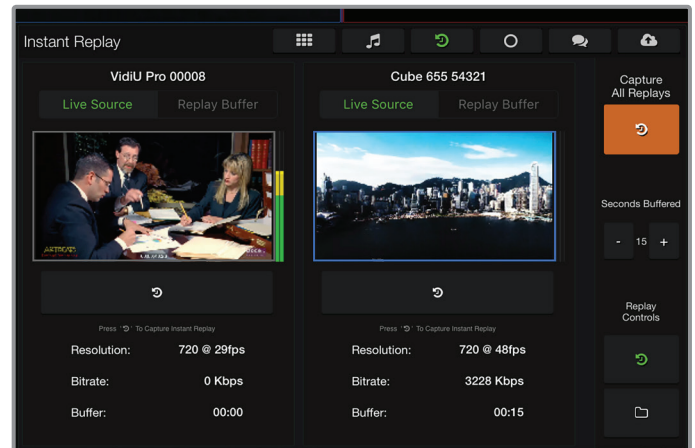 Instant Replay
VidiU Pro 00008
Live Source
Replay Buffer
Press ' ' To Capture Instant Replay
Resolution: 720 @ 29fps
Bitrate: 0 Kbps
Buffer: 00:00
Cube 655 54321
Live Source
Replay Buffer
Press ' ' To Capture Instant Replay
Resolution: 720 @ 48fps
Bitrate: 3228 Kbps
Buffer: 00:15
Capture
All Replays
Seconds Buffered
- 15 +
Replay
Controls